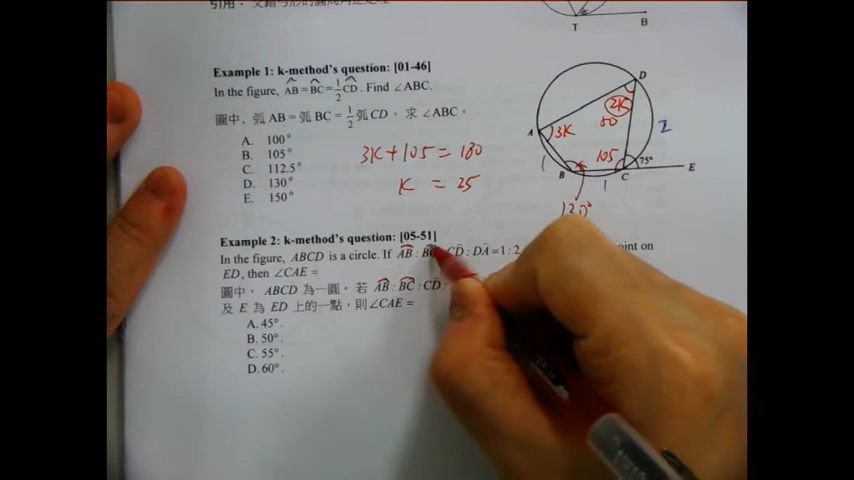 T
B
Example 1: k-method's question: [01-46]
In the figure, AB = BC = 1/2 CD. Find ∠ABC.
圖中，弧 AB = 弧 BC = 1/2 弧 CD。求 ∠ABC。
A. 100°
B. 105°
C. 112.5°
D. 130°
E. 150°
3K + 105 = 180
K = 25
D
2K
50
2
A
3K
1
105
75°
B
C
E
1
Example 2: k-method's question: [05-51]
In the figure, ABCD is a circle. If AB : BC : CD : DA = 1 : 2 point on
ED, then ∠CAE =
圖中，ABCD 為一圓。若 AB : BC : CD :
及 E 為 ED 上的一點，則∠CAE =
A. 45°.
B. 50°.
C. 55°.
D. 60°.